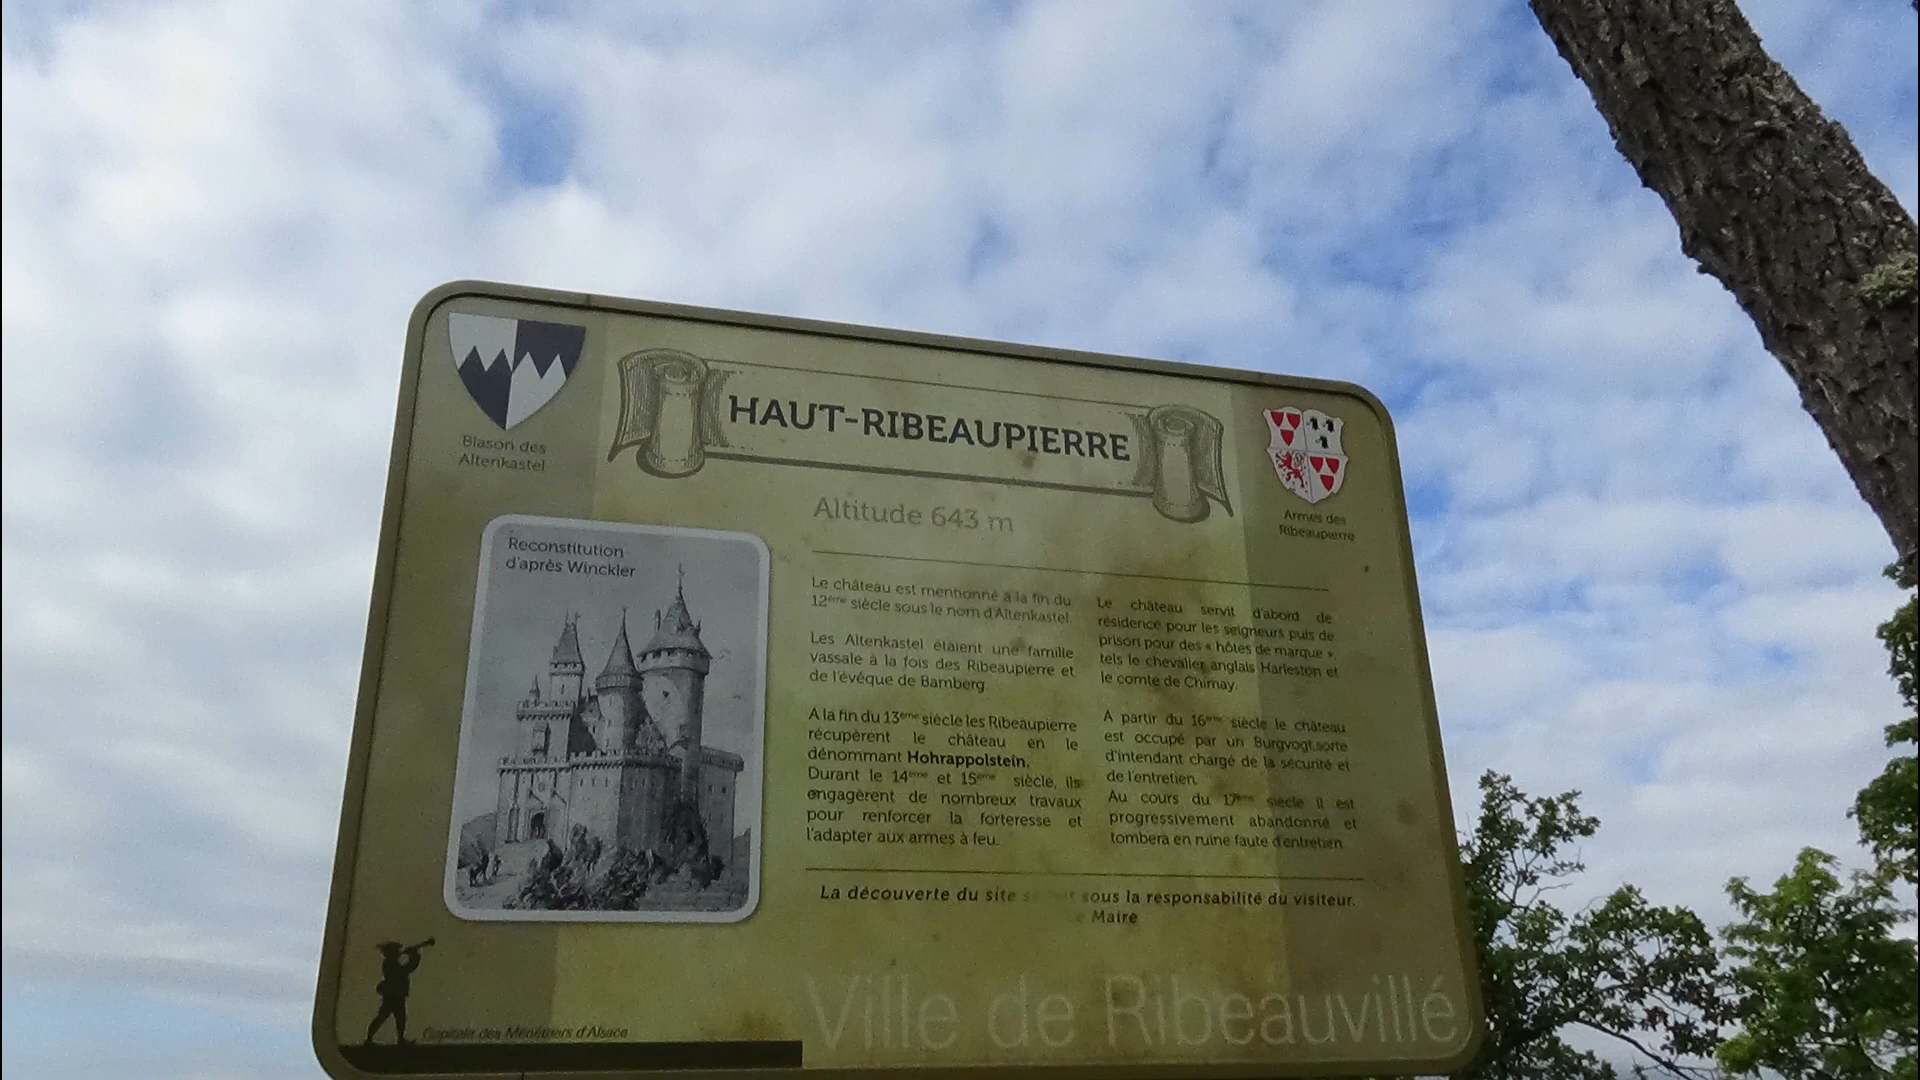 HAUT-RIBEAUPIERRE
Blason des
Altenkastel
Armes des
Ribeaupierre
Altitude 643 m
Reconstitution
d'après Winckler
Le château est mentionné à la fin du
12ème siècle sous le nom d'Altenkastel.
Les Altenkastel étaient une famille
vassale à la fois des Ribeaupierre et
de l'évêque de Bamberg.
A la fin du 13ème siècle les Ribeaupierre
récupèrent le château en le
dénommant Hohrappolstein.
Durant le 14ème et 15ème siècle, ils
engagèrent de nombreux travaux
pour renforcer la forteresse et
l'adapter aux armes à feu.
Le château servit d'abord de
résidence pour les seigneurs puis de
prison pour des « hôtes de marque »,
tels le chevalier anglais Harleston et
le comte de Chimay.
A partir du 16ème siècle le château
est occupé par un Burgvogt,sorte
d'intendant chargé de la sécurité et
de l'entretien.
Au cours du 17ème siècle il est
progressivement abandonné et
tombera en ruine faute d'entretien.
La découverte du site sous la responsabilité du visiteur.
Maire
Capitale des Ménétriers d'Alsace
Ville de Ribeauvillé